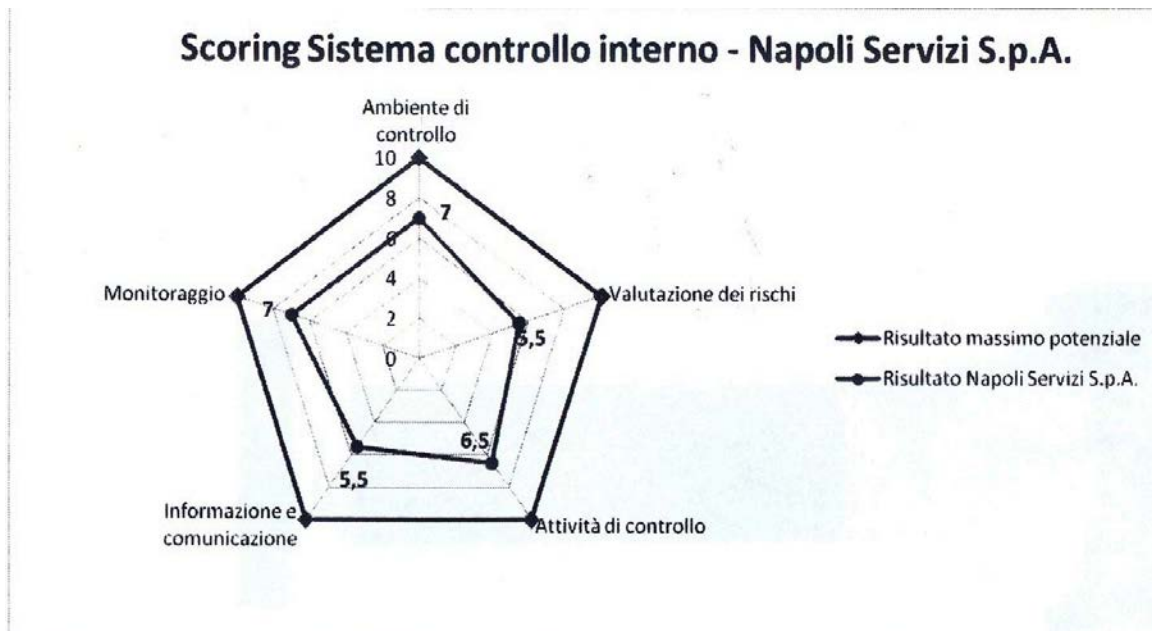 Scoring Sistema controllo interno - Napoli Servizi S.p.A.
Ambiente di
controllo
10
8
7
6
4
2
0
Valutazione dei rischi
5,5
Attività di controllo
6,5
Informazione e
comunicazione
5,5
Monitoraggio
7
Risultato massimo potenziale
Risultato Napoli Servizi S.p.A.